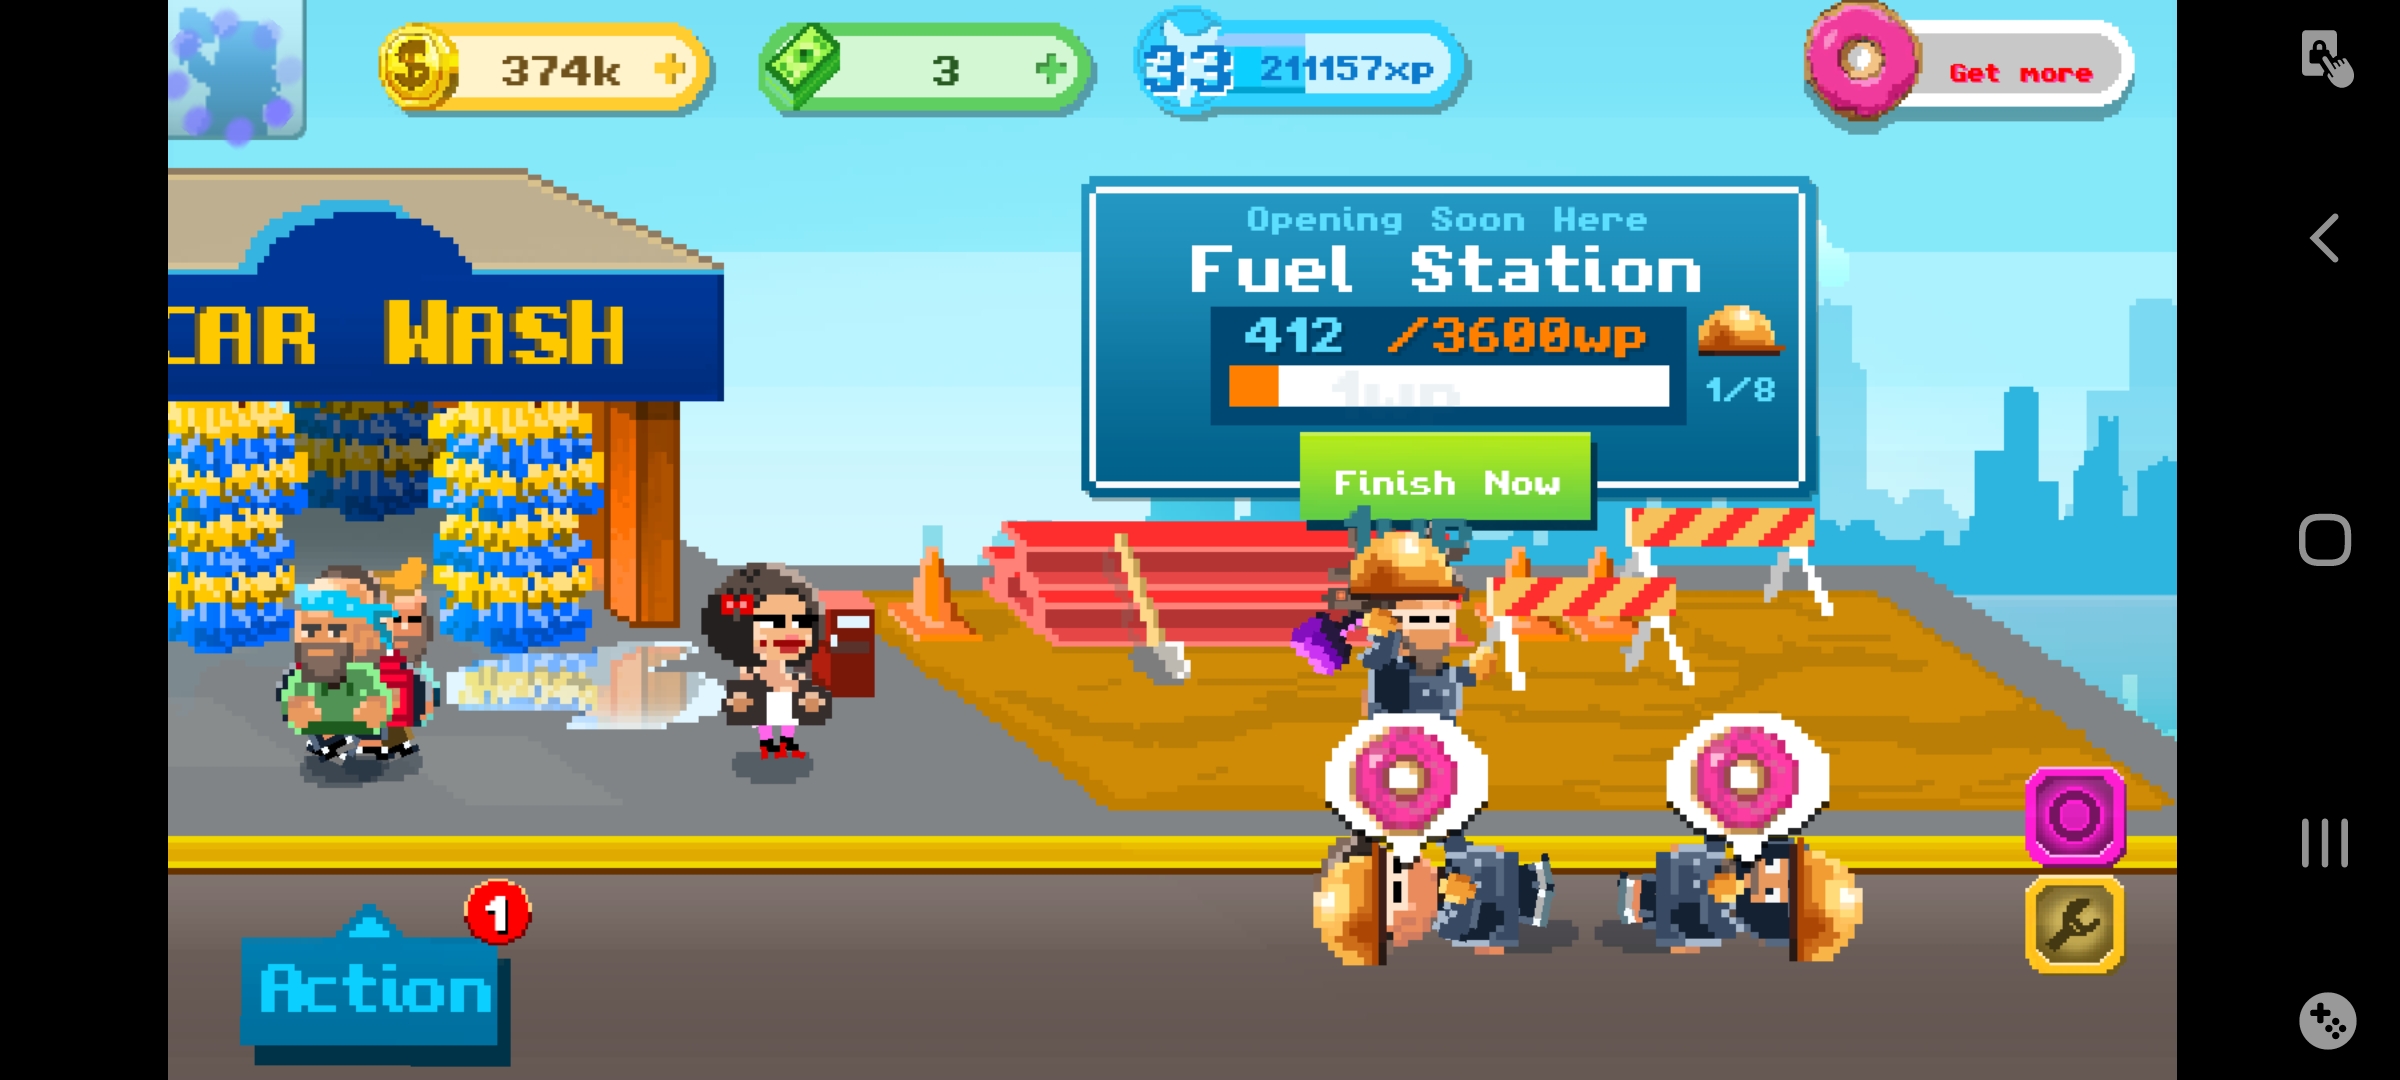 374k
3
33
211157xp
Get more
Opening Soon Here
Fuel Station
412 /3600wp
1wp
1/8
Finish Now
CAR WASH
1
Action